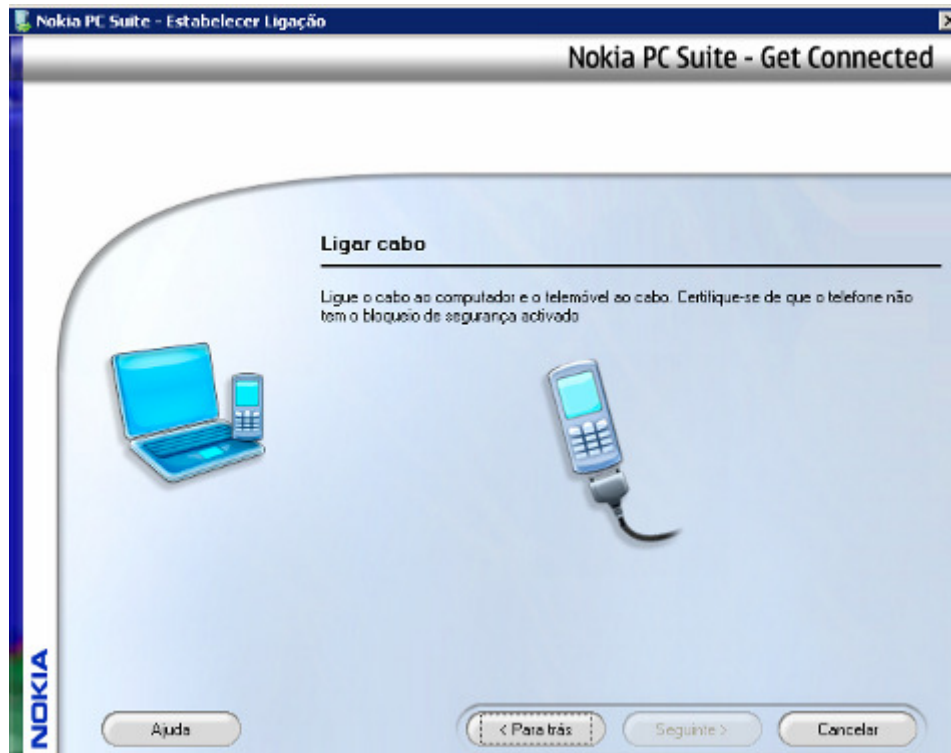 Nokia PC Suite - Estabelecer Ligação
Nokia PC Suite - Get Connected
Ligar cabo
Ligue o cabo ao computador e o telemóvel ao cabo. Certifique-se de que o telefone não
tem o bloqueio de segurança activado
NOKIA
Ajuda
< Para trás
Seguinte >
Cancelar